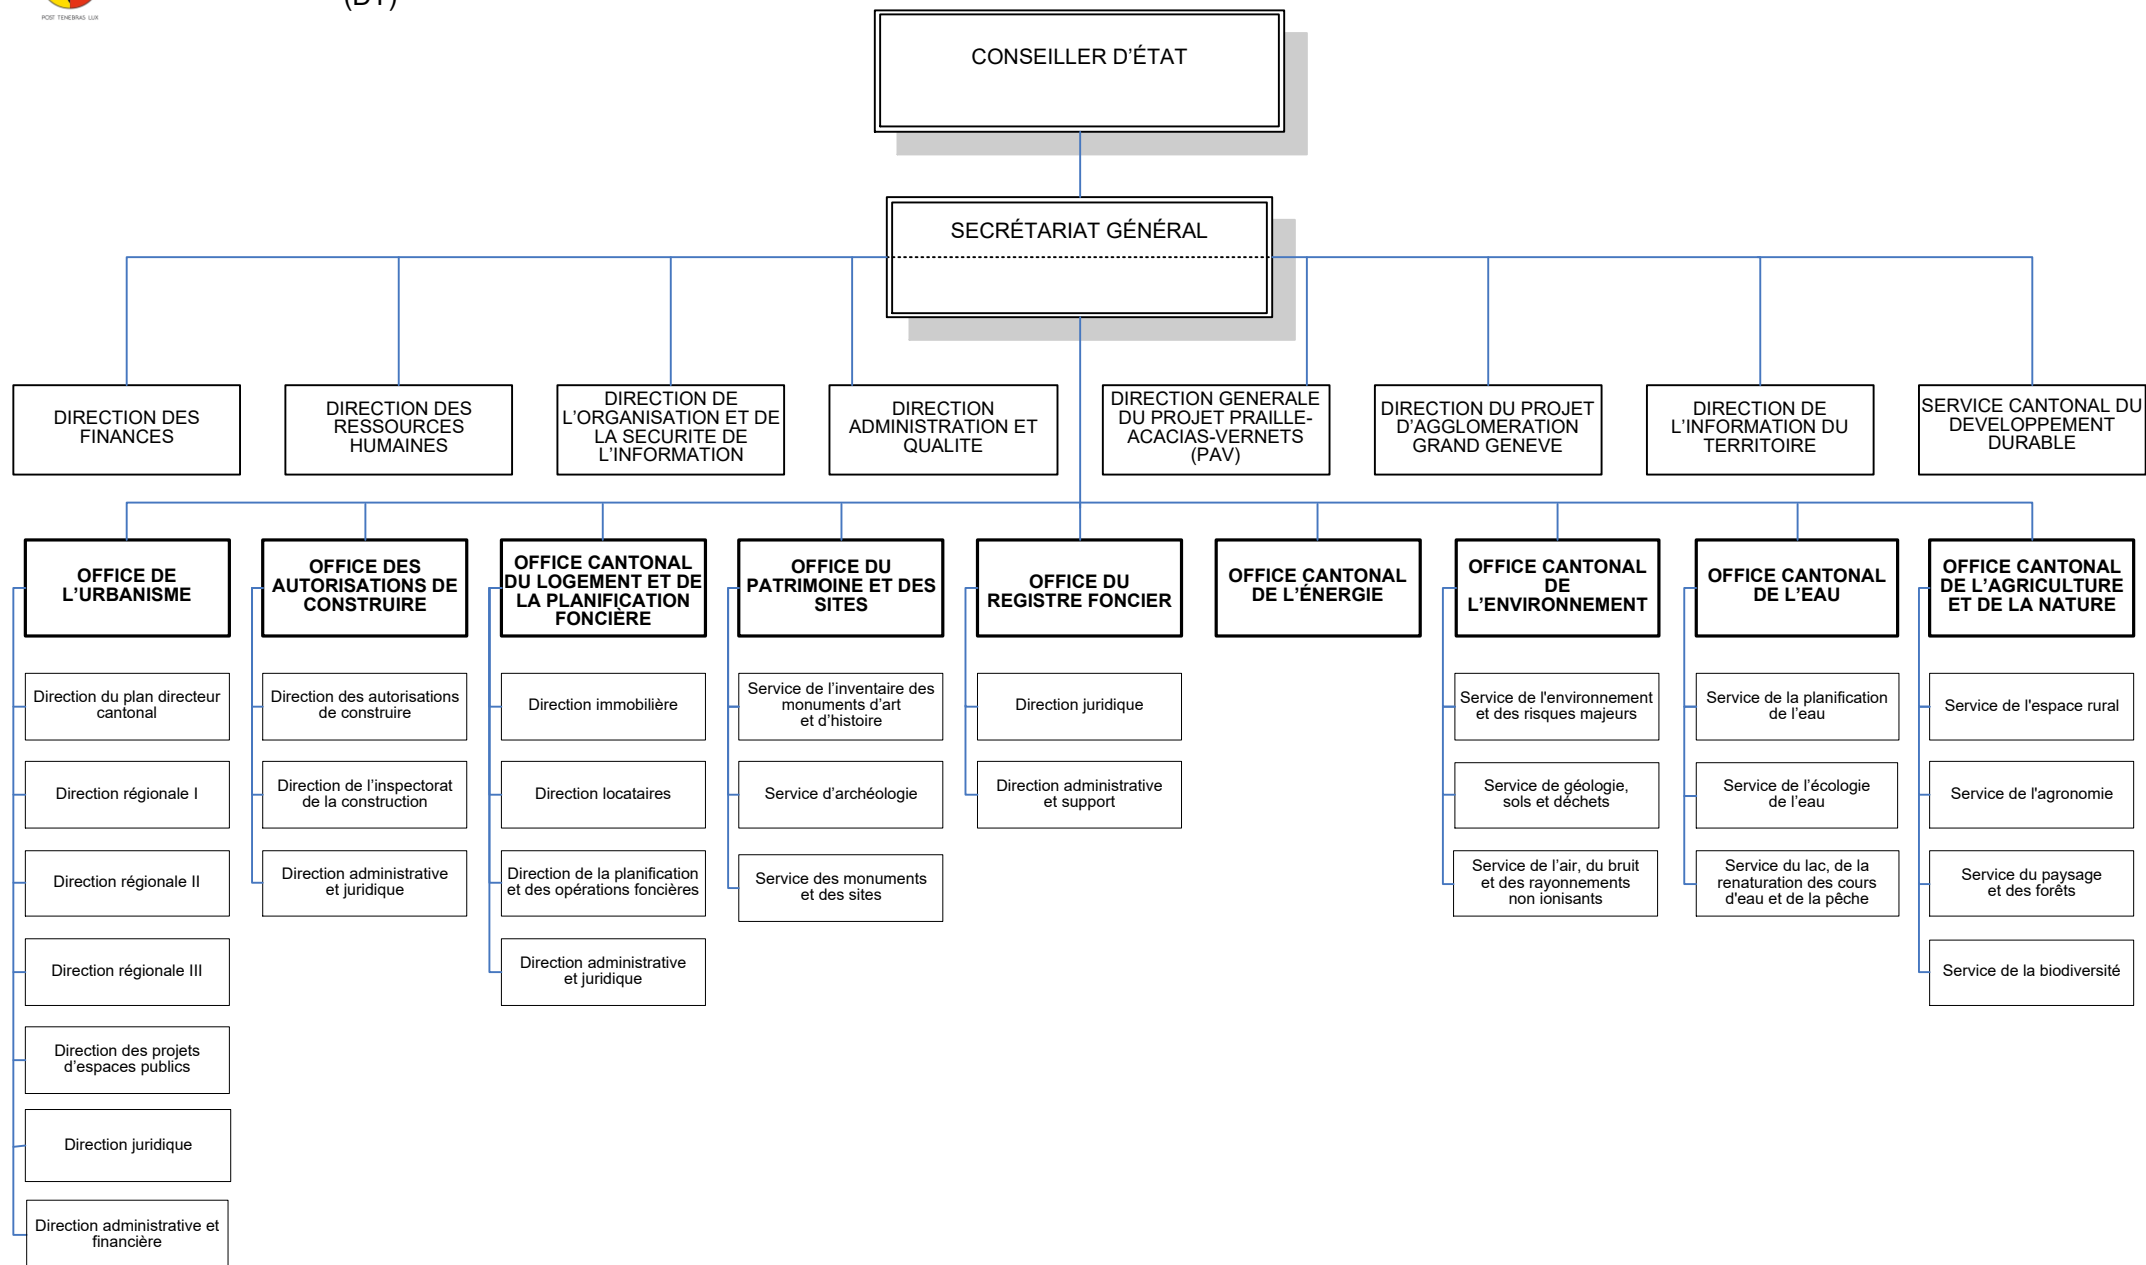 POST TENEBRAS LUX
(DT)
CONSEILLER D’ÉTAT
SECRÉTARIAT GÉNÉRAL
DIRECTION DES
FINANCES
DIRECTION DES
RESSOURCES
HUMAINES
DIRECTION DE
L’ORGANISATION ET DE
LA SECURITE DE
L’INFORMATION
DIRECTION
ADMINISTRATION ET
QUALITE
DIRECTION GENERALE
DU PROJET PRAILLE-
ACACIAS-VERNETS
(PAV)
DIRECTION DU PROJET
D’AGGLOMERATION
GRAND GENEVE
DIRECTION DE
L’INFORMATION DU
TERRITOIRE
SERVICE CANTONAL DU
DEVELOPPEMENT
DURABLE
OFFICE DE
L’URBANISME
OFFICE DES
AUTORISATIONS DE
CONSTRUIRE
OFFICE CANTONAL
DU LOGEMENT ET DE
LA PLANIFICATION
FONCIÈRE
OFFICE DU
PATRIMOINE ET DES
SITES
OFFICE DU
REGISTRE FONCIER
OFFICE CANTONAL
DE L’ÉNERGIE
OFFICE CANTONAL
DE
L’ENVIRONNEMENT
OFFICE CANTONAL
DE L’EAU
OFFICE CANTONAL
DE L’AGRICULTURE
ET DE LA NATURE
Direction du plan directeur
cantonal
Direction régionale I
Direction régionale II
Direction régionale III
Direction des projets
d’espaces publics
Direction juridique
Direction administrative et
financière
Direction des autorisations
de construire
Direction de l’inspectorat
de la construction
Direction administrative
et juridique
Direction immobilière
Direction locataires
Direction de la planification
et des opérations foncières
Direction administrative
et juridique
Service de l’inventaire des
monuments d’art
et d’histoire
Service d’archéologie
Service des monuments
et des sites
Direction juridique
Direction administrative
et support
Service de l'environnement
et des risques majeurs
Service de géologie,
sols et déchets
Service de l’air, du bruit
et des rayonnements
non ionisants
Service de la planification
de l’eau
Service de l’écologie
de l’eau
Service du lac, de la
renaturation des cours
d'eau et de la pêche
Service de l'espace rural
Service de l'agronomie
Service du paysage
et des forêts
Service de la biodiversité